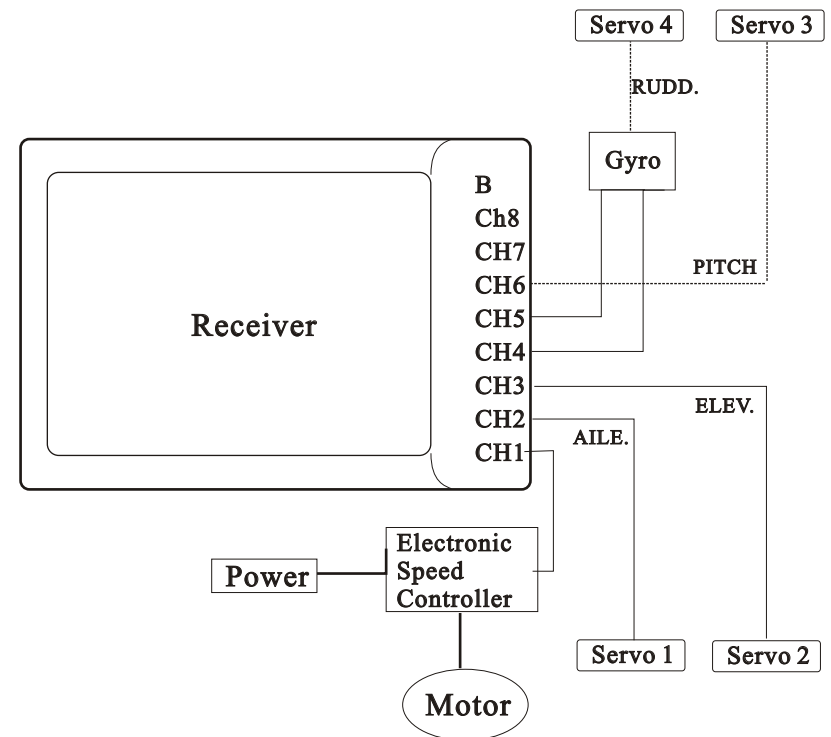 Servo 4
Servo 3
RUDD.
Gyro
B
Ch8
CH7
PITCH
CH6
CH5
Receiver
CH4
CH3
ELEV.
CH2
AILE.
CH1
Electronic
Speed
Controller
Power
Servo 1
Servo 2
Motor